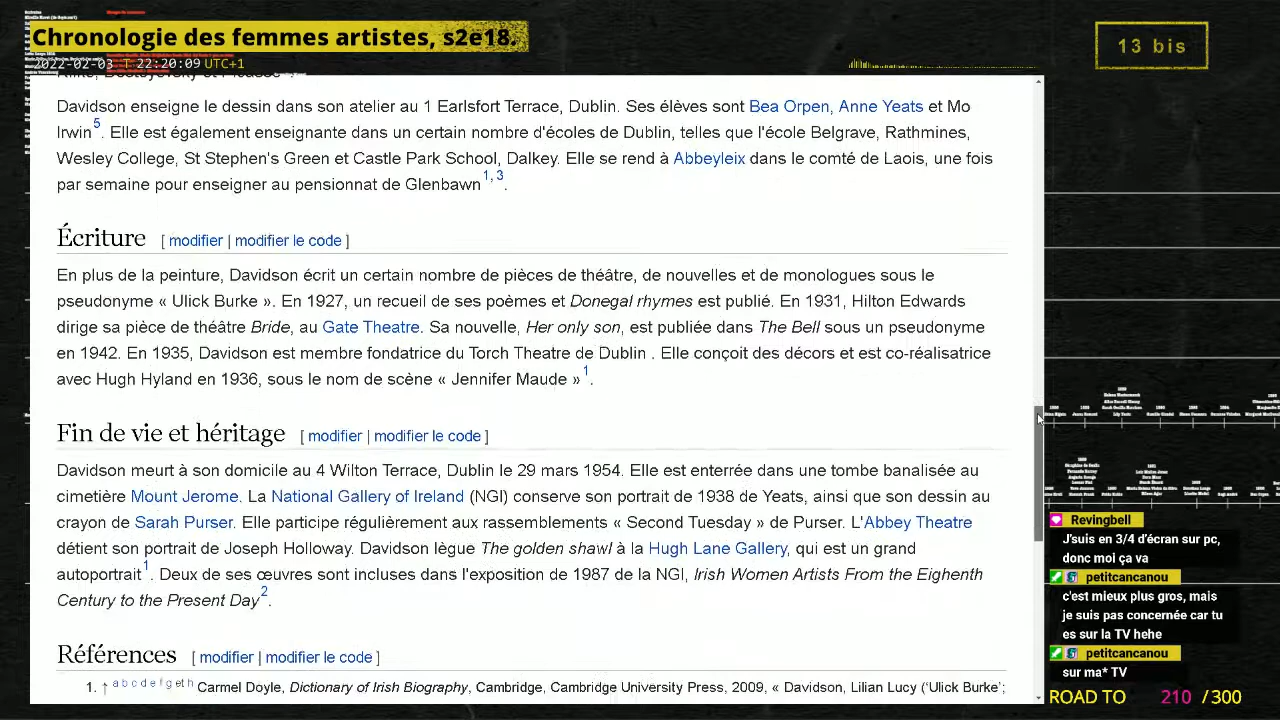 Chronologie des femmes artistes, s2e18.
2022-02-03 T 22:20:09 UTC+1
13 bis
Davidson enseigne le dessin dans son atelier au 1 Earlsfort Terrace, Dublin. Ses élèves sont Bea Orpen, Anne Yeats et Mo
Irwin5. Elle est également enseignante dans un certain nombre d'écoles de Dublin, telles que l'école Belgrave, Rathmines,
Wesley College, St Stephen's Green et Castle Park School, Dalkey. Elle se rend à Abbeyleix dans le comté de Laois, une fois
par semaine pour enseigner au pensionnat de Glenbawn1, 3.
Écriture [ modifier | modifier le code ]
En plus de la peinture, Davidson écrit un certain nombre de pièces de théâtre, de nouvelles et de monologues sous le
pseudonyme « Ulick Burke ». En 1927, un recueil de ses poèmes et Donegal rhymes est publié. En 1931, Hilton Edwards
dirige sa pièce de théâtre Bride, au Gate Theatre. Sa nouvelle, Her only son, est publiée dans The Bell sous un pseudonyme
en 1942. En 1935, Davidson est membre fondatrice du Torch Theatre de Dublin . Elle conçoit des décors et est co-réalisatrice
avec Hugh Hyland en 1936, sous le nom de scène « Jennifer Maude »1.
Fin de vie et héritage [ modifier | modifier le code ]
Davidson meurt à son domicile au 4 Wilton Terrace, Dublin le 29 mars 1954. Elle est enterrée dans une tombe banalisée au
cimetière Mount Jerome. La National Gallery of Ireland (NGI) conserve son portrait de 1938 de Yeats, ainsi que son dessin au
crayon de Sarah Purser. Elle participe régulièrement aux rassemblements « Second Tuesday » de Purser. L'Abbey Theatre
détient son portrait de Joseph Holloway. Davidson lègue The golden shawl à la Hugh Lane Gallery, qui est un grand
autoportrait1. Deux de ses œuvres sont incluses dans l'exposition de 1987 de la NGI, Irish Women Artists From the Eighenth
Century to the Present Day2.
Références [ modifier | modifier le code ]
1. ↑ a b c d e f g et h Carmel Doyle, Dictionary of Irish Biography, Cambridge, Cambridge University Press, 2009, « Davidson, Lilian Lucy ('Ulick Burke';
Revingbell
J'suis en 3/4 d'écran sur pc,
donc moi ça va
petitcancanou
c'est mieux plus gros, mais
je suis pas concernée car tu
es sur la TV hehe
petitcancanou
sur ma* TV
ROAD TO 210 / 300